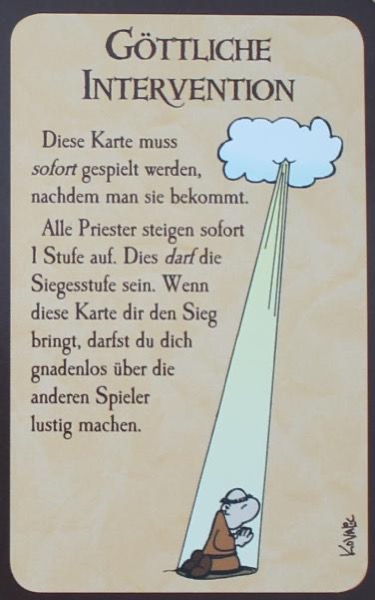 GÖTTLICHE
INTERVENTION
Diese Karte muss
sofort gespielt werden,
nachdem man sie bekommt.
Alle Priester steigen sofort
1 Stufe auf. Dies darf die
Siegesstufe sein. Wenn
diese Karte dir den Sieg
bringt, darfst du dich
gnadenlos über die
anderen Spieler
lustig machen.
KOVALIC